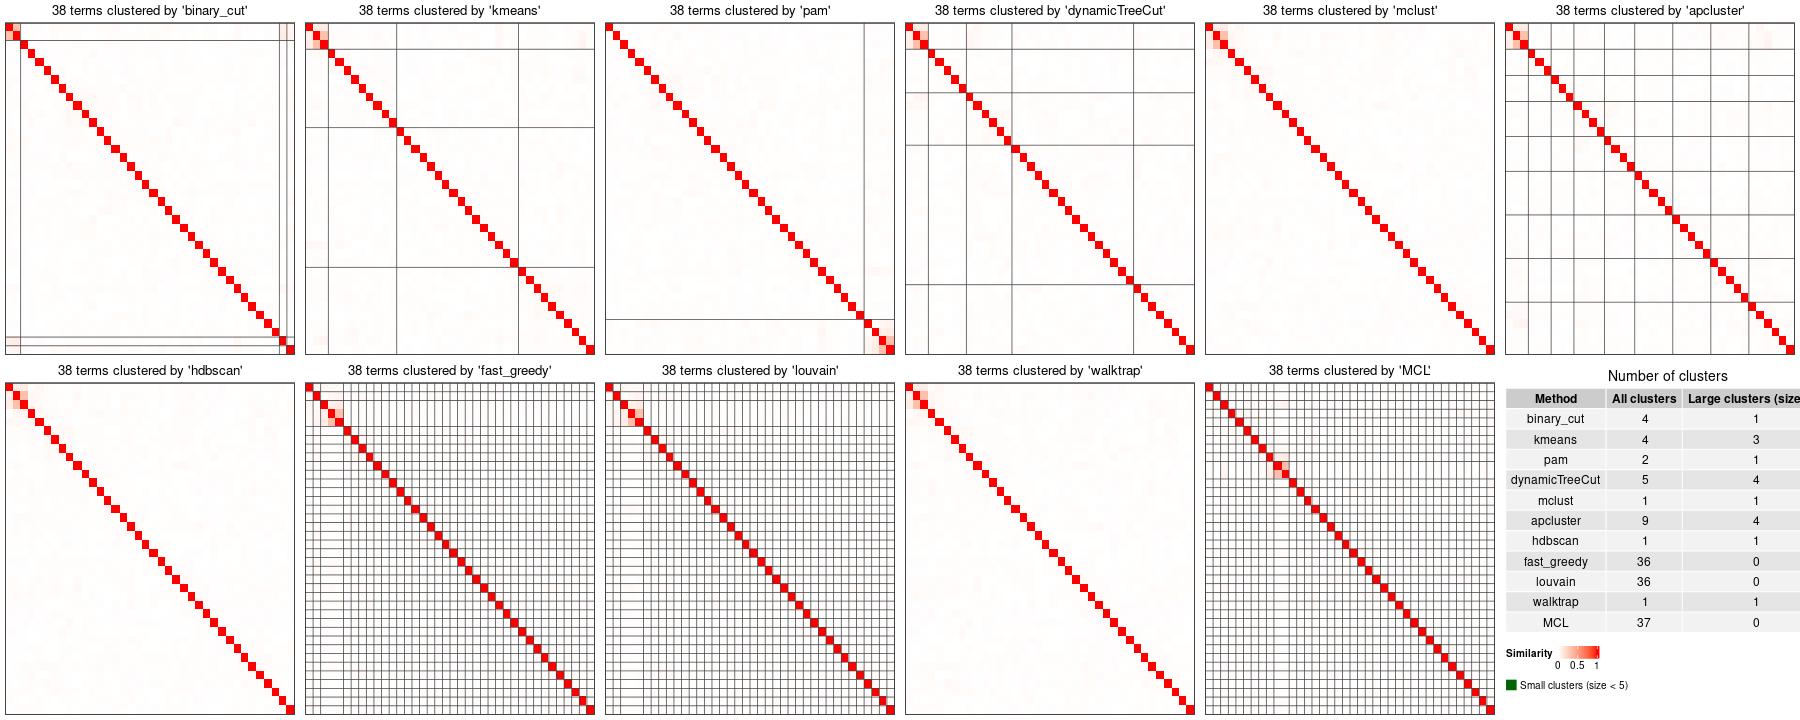 38 terms clustered by 'binary_cut'
38 terms clustered by 'kmeans'
38 terms clustered by 'pam'
38 terms clustered by 'dynamicTreeCut'
38 terms clustered by 'mclust'
38 terms clustered by 'apcluster'
38 terms clustered by 'hdbscan'
38 terms clustered by 'fast_greedy'
38 terms clustered by 'louvain'
38 terms clustered by 'walktrap'
38 terms clustered by 'MCL'
Number of clusters
Method All clusters Large clusters (size
binary_cut 4 1
kmeans 4 3
pam 2 1
dynamicTreeCut 5 4
mclust 1 1
apcluster 9 4
hdbscan 1 1
fast_greedy 36 0
louvain 36 0
walktrap 1 1
MCL 37 0
Similarity
0 0.5 1
Small clusters (size < 5)